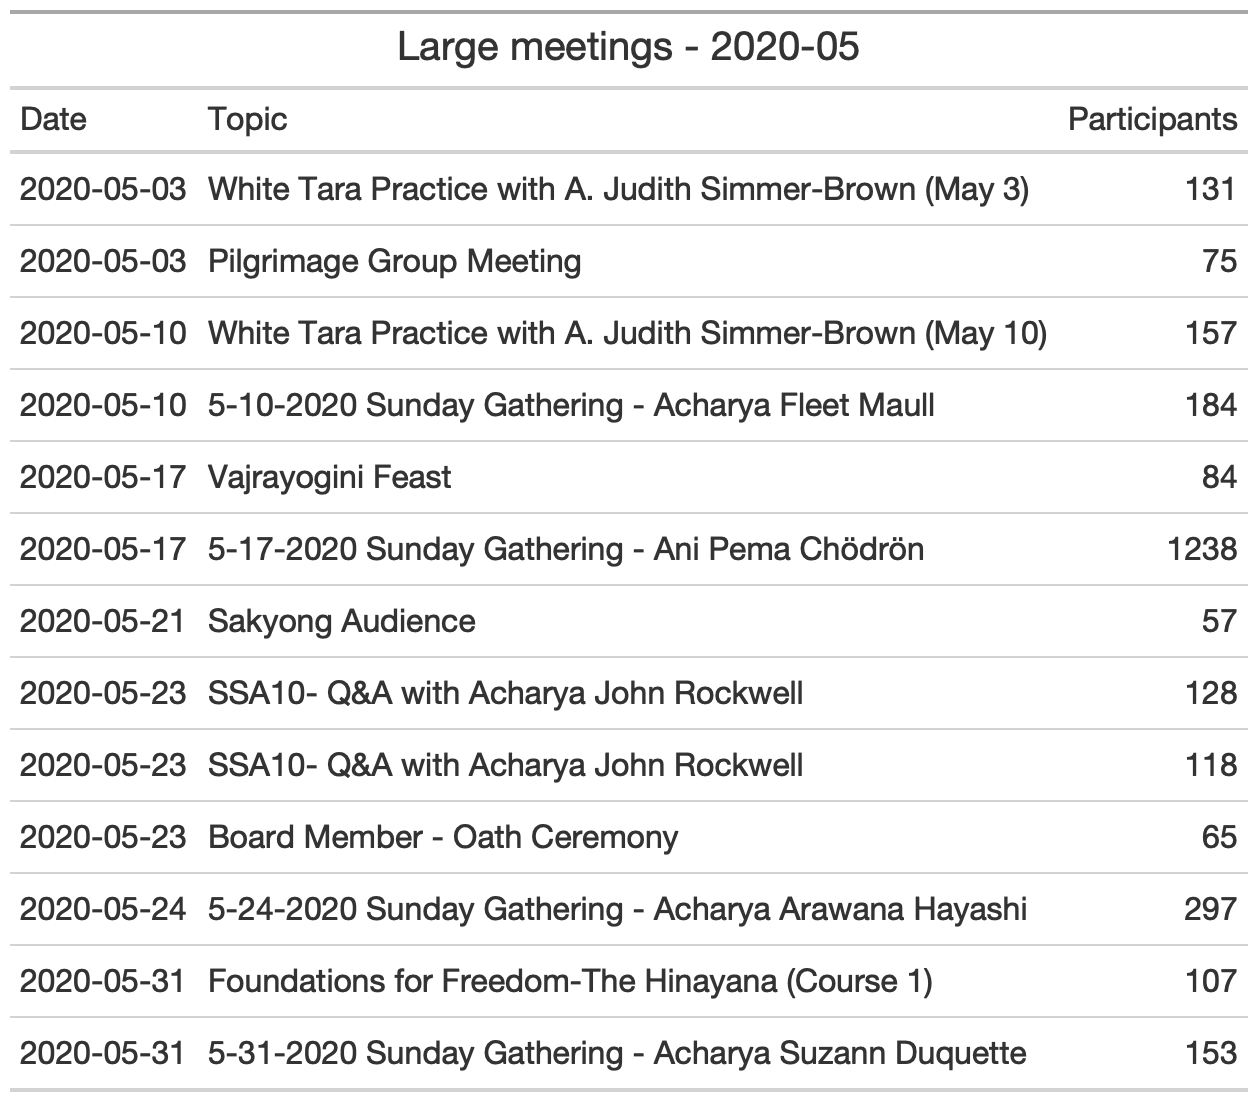 Large meetings - 2020-05
Date Topic Participants
2020-05-03 White Tara Practice with A. Judith Simmer-Brown (May 3) 131
2020-05-03 Pilgrimage Group Meeting 75
2020-05-10 White Tara Practice with A. Judith Simmer-Brown (May 10) 157
2020-05-10 5-10-2020 Sunday Gathering - Acharya Fleet Maull 184
2020-05-17 Vajrayogini Feast 84
2020-05-17 5-17-2020 Sunday Gathering - Ani Pema Chödrön 1238
2020-05-21 Sakyong Audience 57
2020-05-23 SSA10- Q&A with Acharya John Rockwell 128
2020-05-23 SSA10- Q&A with Acharya John Rockwell 118
2020-05-23 Board Member - Oath Ceremony 65
2020-05-24 5-24-2020 Sunday Gathering - Acharya Arawana Hayashi 297
2020-05-31 Foundations for Freedom-The Hinayana (Course 1) 107
2020-05-31 5-31-2020 Sunday Gathering - Acharya Suzann Duquette 153